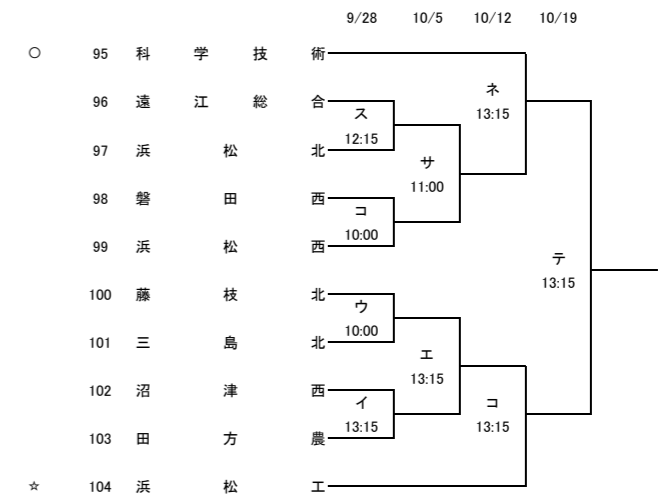 9/28 10/5 10/12 10/19
○ 95 科学技術
ネ
96 遠江総合
ス
13:15
12:15
97 浜松北
サ
11:00
98 磐田西
コ
10:00
99 浜松西
テ
13:15
100 藤枝北
ウ
10:00
101 三島北
エ
13:15
102 沼津西
イ
コ
13:15
13:15
103 田方農
☆ 104 浜松工